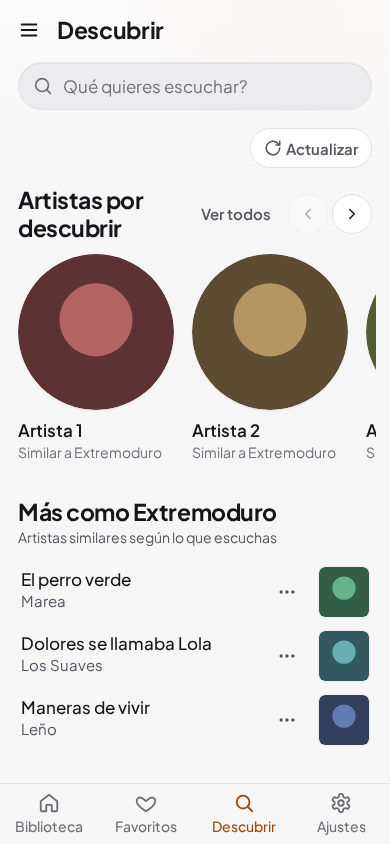 Descubrir
Qué quieres escuchar?
Actualizar
Artistas por
descubrir
Ver todos
Artista 1
Similar a Extremoduro
Artista 2
Similar a Extremoduro
A
S
Más como Extremoduro
Artistas similares según lo que escuchas
El perro verde
Marea
Dolores se llamaba Lola
Los Suaves
Maneras de vivir
Leño
Biblioteca
Favoritos
Descubrir
Ajustes